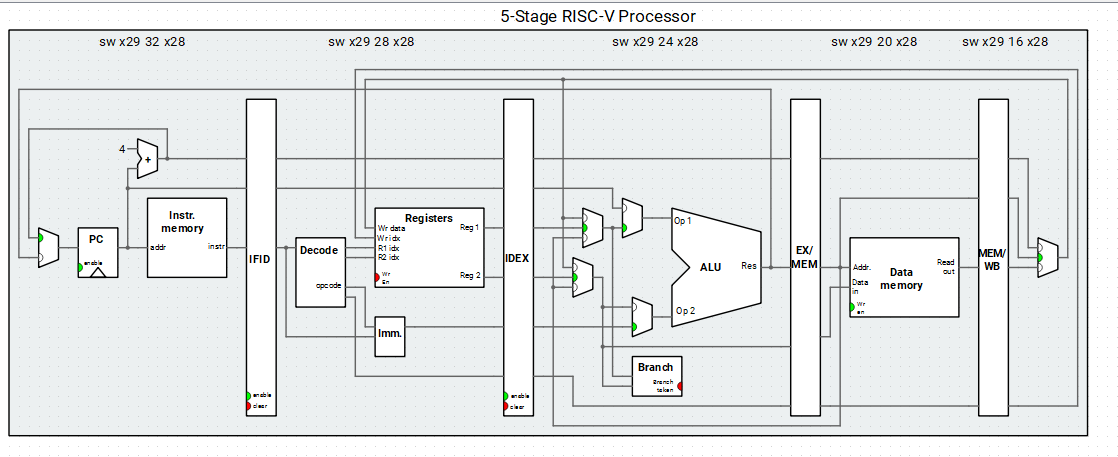 5-Stage RISC-V Processor
sw x29 32 x28
sw x29 28 x28
sw x29 24 x28
sw x29 20 x28
sw x29 16 x28
4
+
PC
enable
Instr.
memory
addr
instr
IFID
enable
clear
Decode
opcode
Registers
Wr data
Wr idx
R1 idx
R2 idx
Wr
En
Reg 1
Reg 2
Imm.
IDEX
enable
clear
Op 1
ALU
Res
Op 2
Branch
Branch
taken
EX/
MEM
Addr.
Data
in
Wr
en
Data
memory
Read
out
MEM/
WB